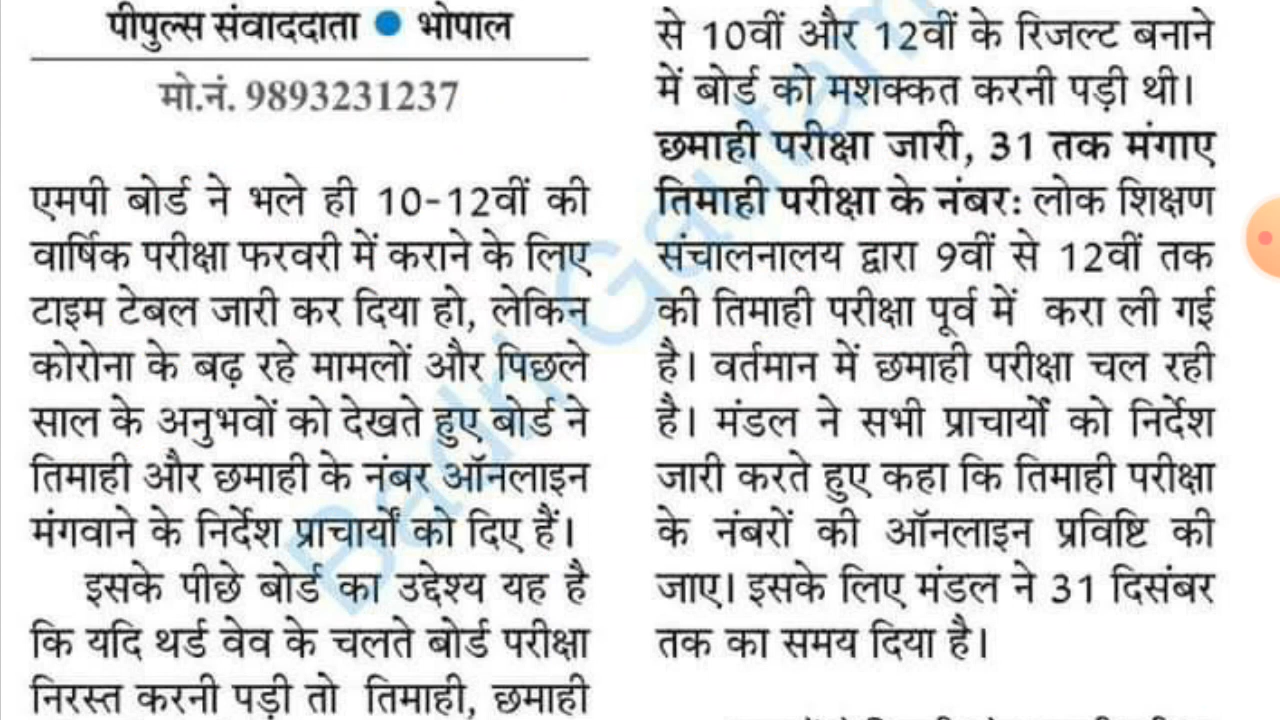 पीपुल्स संवाददाता ● भोपाल
मो.नं. 9893231237
एमपी बोर्ड ने भले ही 10-12वीं की
वार्षिक परीक्षा फरवरी में कराने के लिए
टाइम टेबल जारी कर दिया हो, लेकिन
कोरोना के बढ़ रहे मामलों और पिछले
साल के अनुभवों को देखते हुए बोर्ड ने
तिमाही और छमाही के नंबर ऑनलाइन
मंगवाने के निर्देश प्राचार्यों को दिए हैं।
इसके पीछे बोर्ड का उद्देश्य यह है
कि यदि थर्ड वेव के चलते बोर्ड परीक्षा
निरस्त करनी पड़ी तो तिमाही, छमाही
से 10वीं और 12वीं के रिजल्ट बनाने
में बोर्ड को मशक्कत करनी पड़ी थी।
छमाही परीक्षा जारी, 31 तक मंगाए
तिमाही परीक्षा के नंबर: लोक शिक्षण
संचालनालय द्वारा 9वीं से 12वीं तक
की तिमाही परीक्षा पूर्व में करा ली गई
है। वर्तमान में छमाही परीक्षा चल रही
है। मंडल ने सभी प्राचार्यों को निर्देश
जारी करते हुए कहा कि तिमाही परीक्षा
के नंबरों की ऑनलाइन प्रविष्टि की
जाए। इसके लिए मंडल ने 31 दिसंबर
तक का समय दिया है।
Badri Gautam